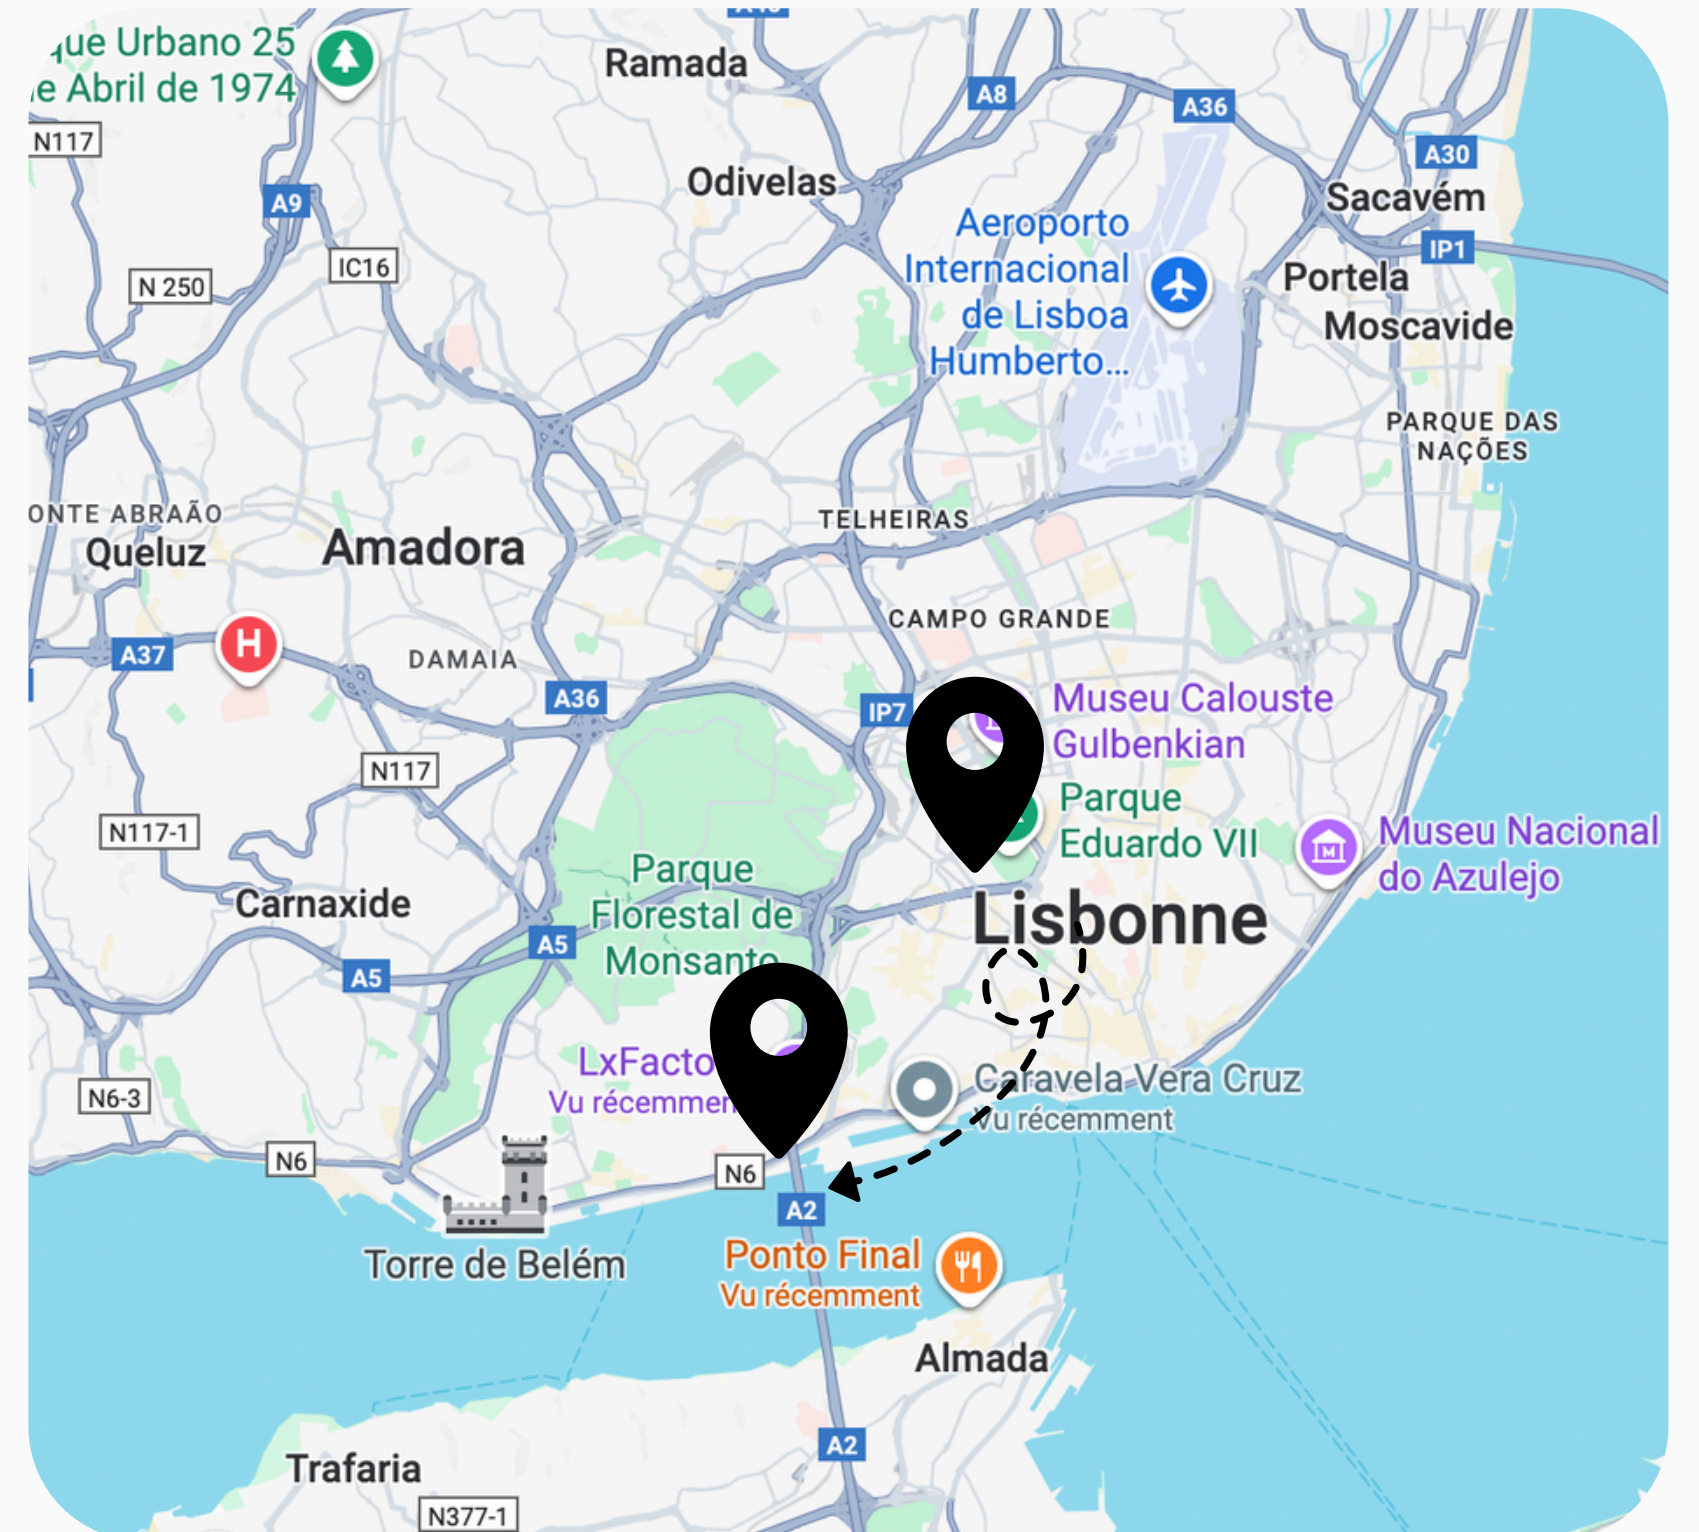 que Urbano 25
e Abril de 1974
Ramada
A8
A36
N117
A30
Odivelas
Sacavém
A9
Aeroporto
Internacional
de Lisboa
Humberto...
IP1
IC16
N 250
Portela
Moscavide
PARQUE DAS
NAÇÕES
ONTE ABRAÃO
Queluz
Amadora
TELHEIRAS
CAMPO GRANDE
H
A37
DAMAIA
A36
IP7
Museu Calouste
Gulbenkian
N117
Parque
Eduardo VII
N117-1
Museu Nacional
do Azulejo
Parque
Florestal de
Monsanto
Carnaxide
Lisbonne
A5
A5
LxFacto
Vu récemmen
Caravela Vera Cruz
Vu récemment
N6-3
N6
N6
A2
Torre de Belém
Ponto Final
Vu récemment
Almada
A2
Trafaria
N377-1